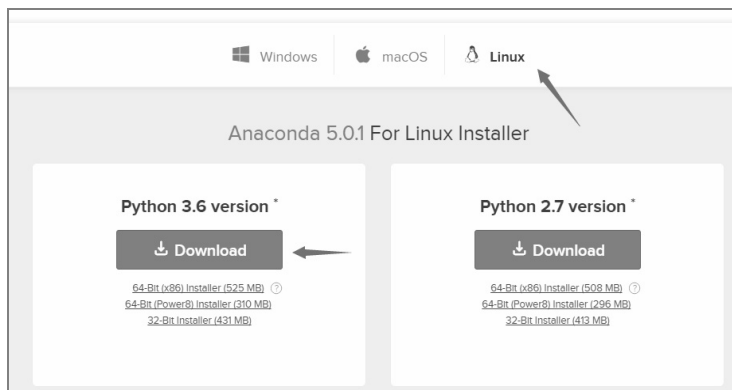 Windows macOS Linux
Anaconda 5.0.1 For Linux Installer
Python 3.6 version *
Download
64-Bit (x86) Installer (525 MB) ?
64-Bit (Power8) Installer (310 MB)
32-Bit Installer (431 MB)
Python 2.7 version *
Download
64-Bit (x86) Installer (508 MB) ?
64-Bit (Power8) Installer (296 MB)
32-Bit Installer (413 MB)